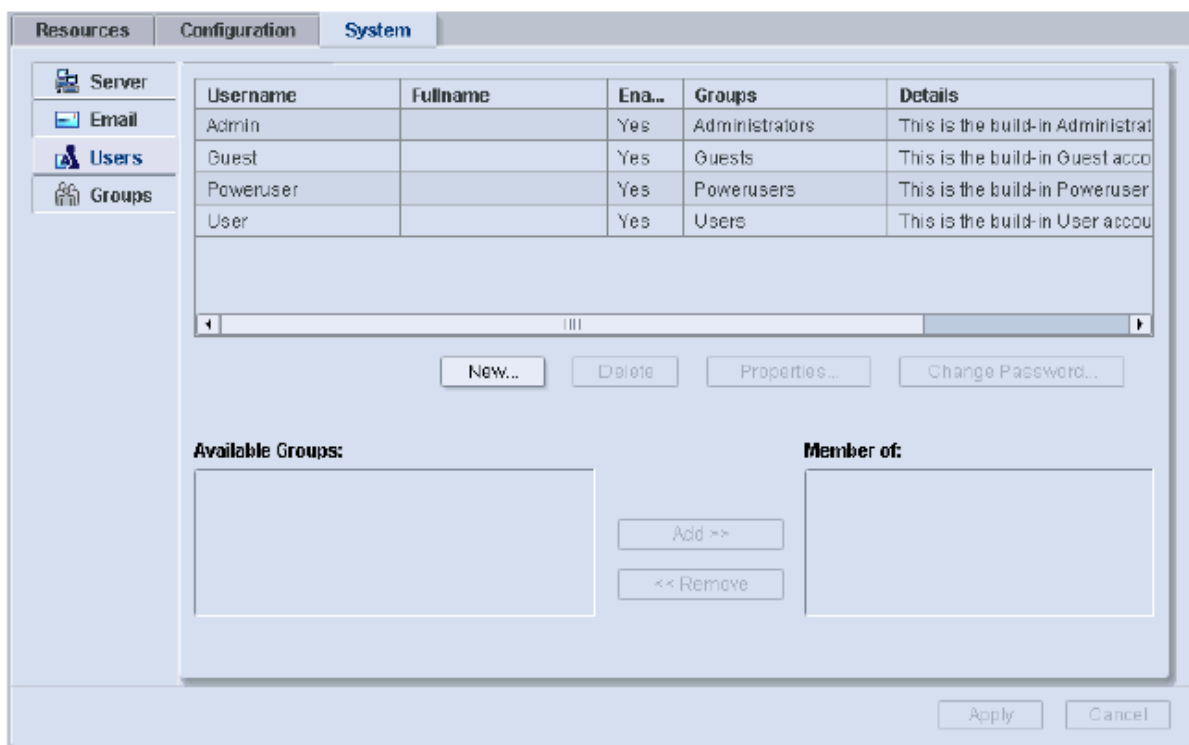 Resources Configuration System
Server
Email
Users
Groups
Username Fullname Ena... Groups Details
Admin Yes Administrators This is the build-in Administrat
Guest Yes Guests This is the build-in Guest acco
Poweruser Yes Powerusers This is the build-in Poweruser
User Yes Users This is the build-in User accou
New... Delete Properties... Change Password...
Available Groups: Member of:
Add >>
<< Remove
Apply Cancel